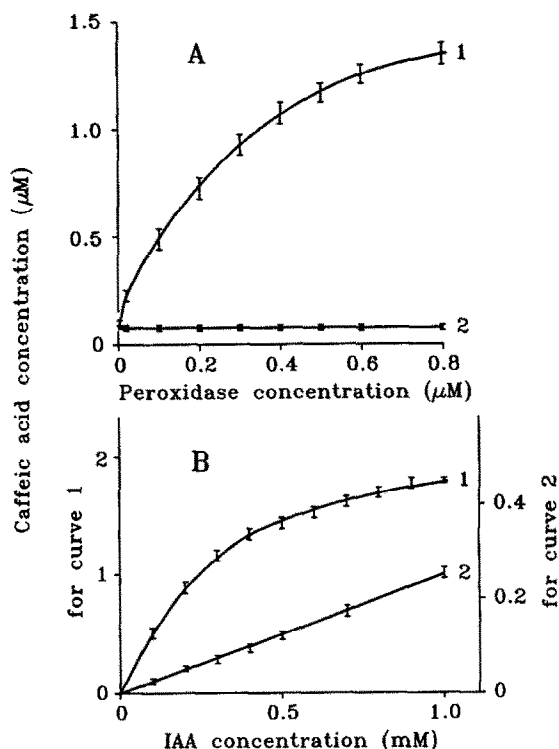 Caffeic acid concentration (μM)
1.5
1.0
0.5
0
A
1
2
0 0.2 0.4 0.6 0.8
Peroxidase concentration (μM)
for curve 1
2
1
0
B
1
2
0.4
0.2
0
for curve 2
0 0.5 1.0
IAA concentration (mM)